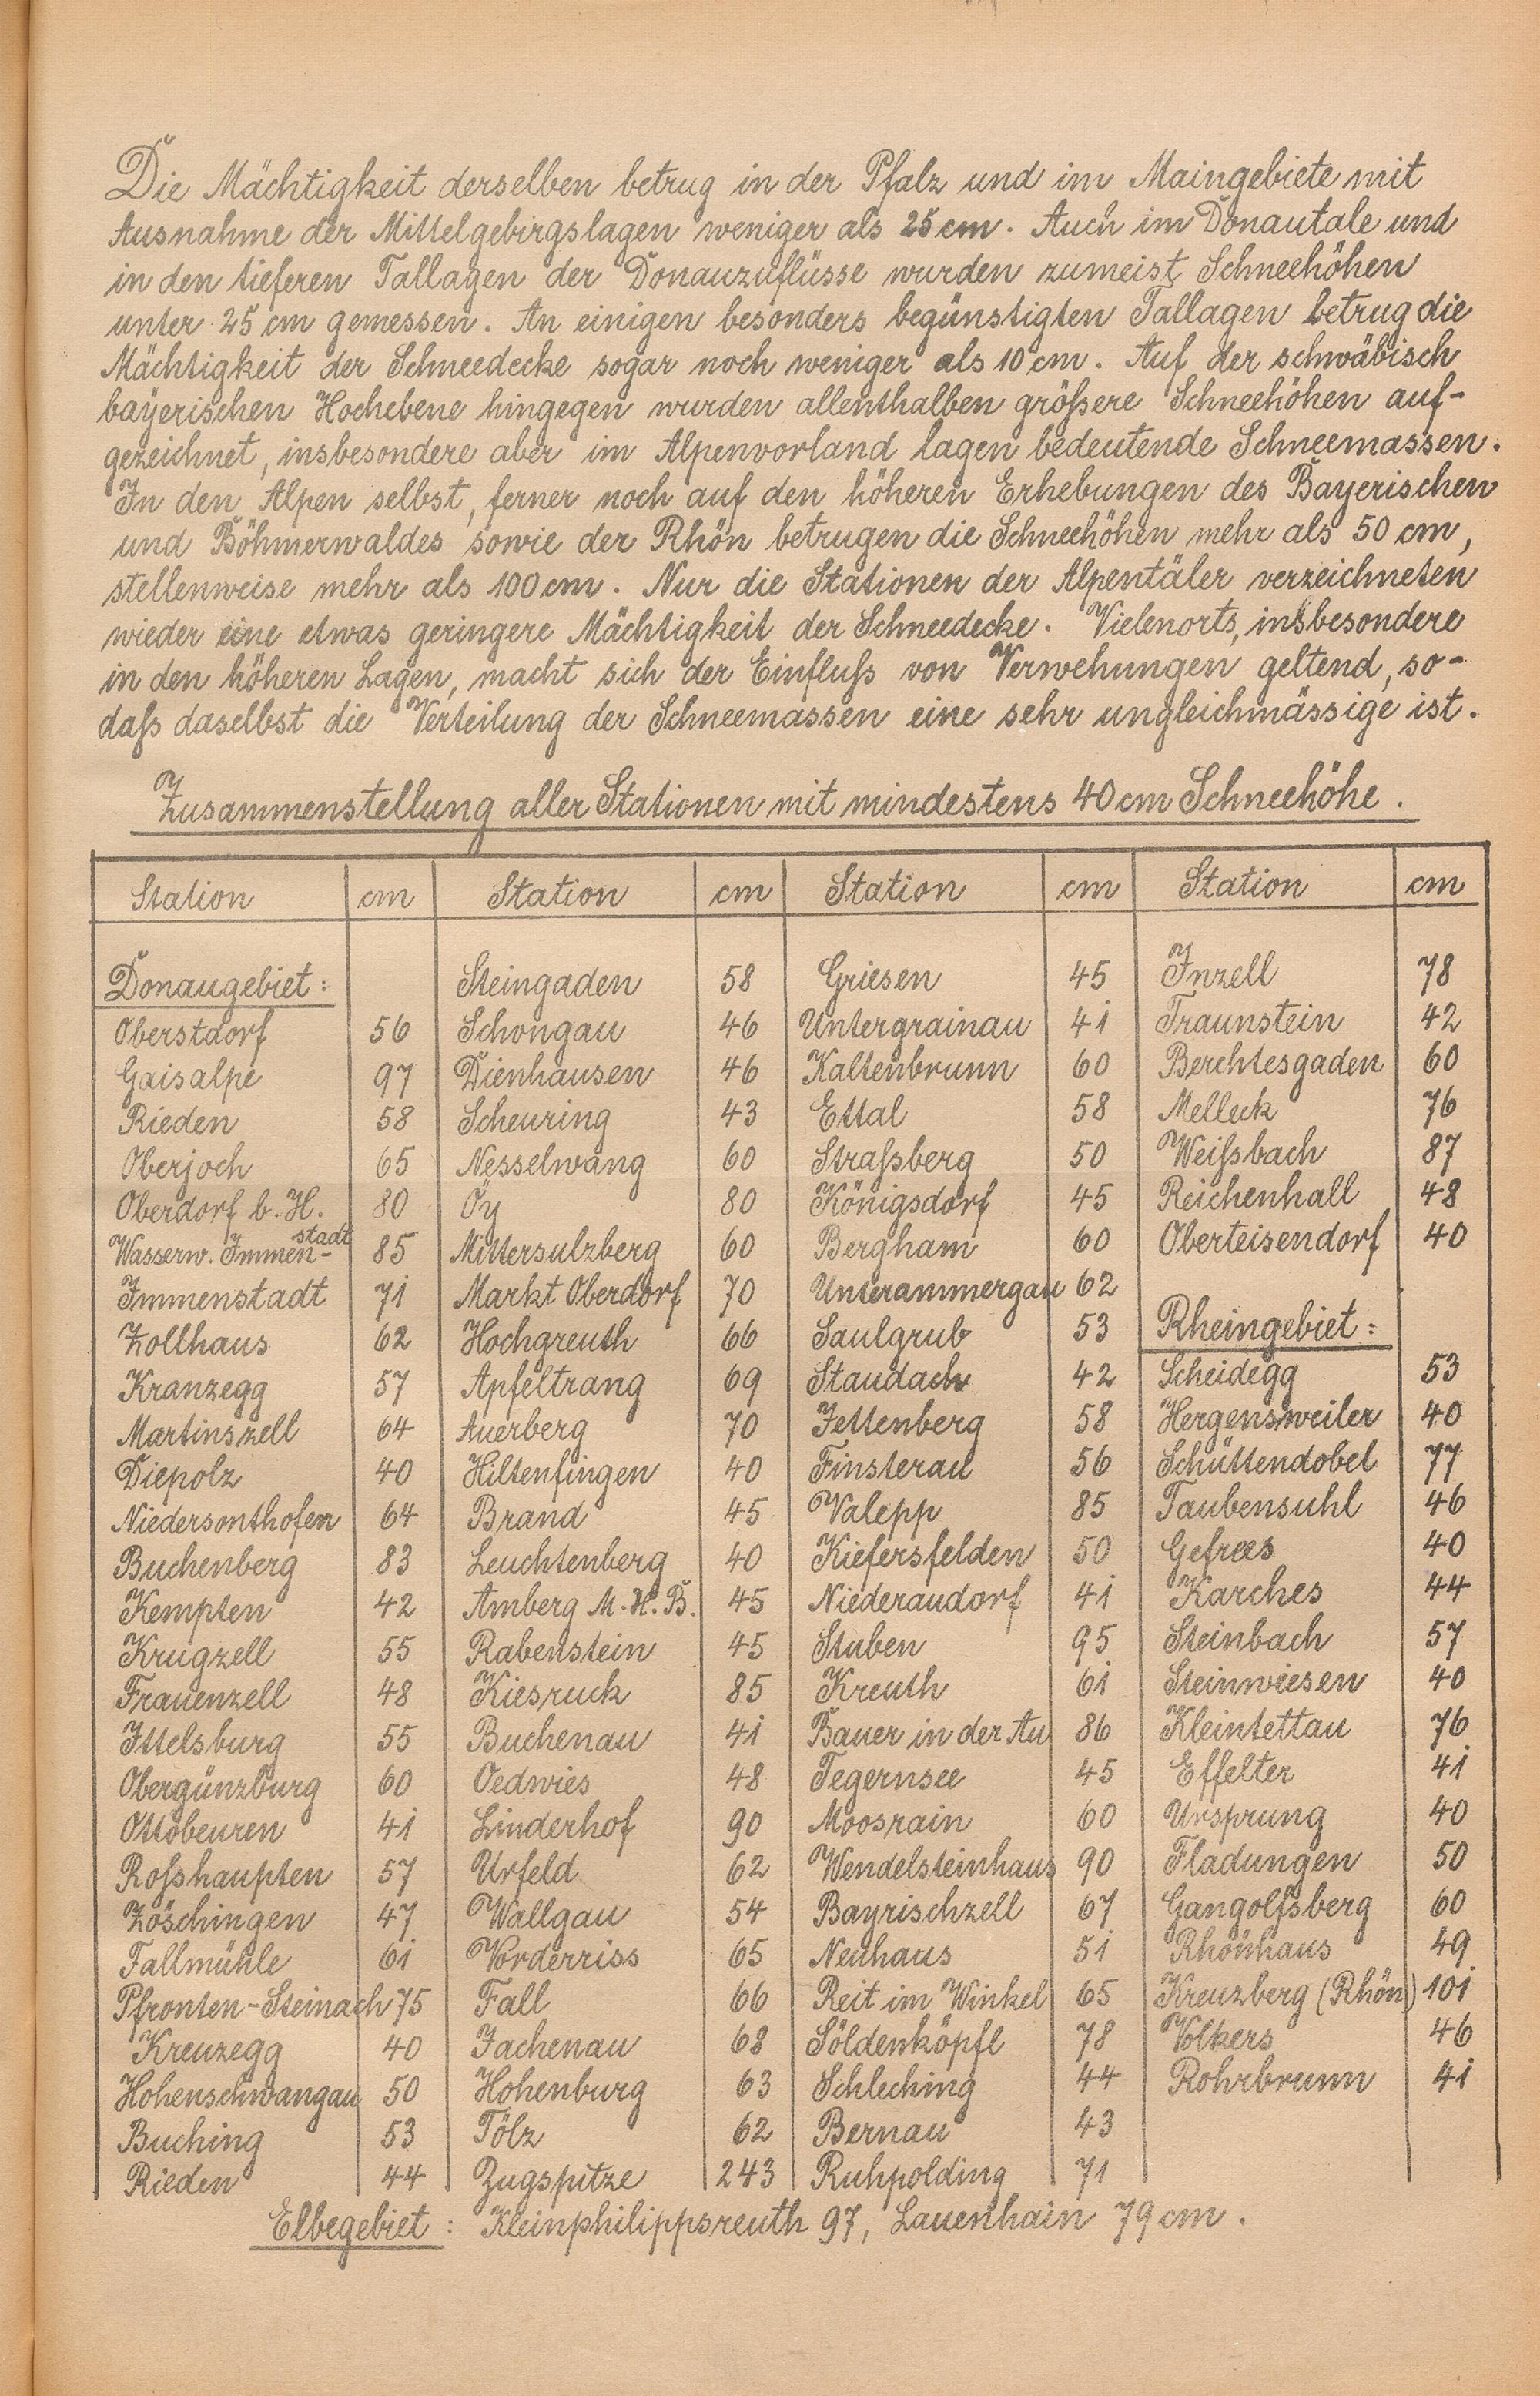 Die Mächtigkeit derselben betrug in der Pfalz und im Maingebiete mit
Ausnahme der Mittelgebirgslagen weniger als 25 cm. Auch im Donautale und
in den tieferen Tallagen der Donauzuflüsse wurden zumeist Schneehöhen
unter 25 cm gemessen. An einigen besonders begünstigten Tallagen betrug die
Mächtigkeit der Schneedecke sogar noch weniger als 10 cm. Auf der schwäbisch
bayerischen Hochebene hingegen wurden allenthalben größere Schneehöhen auf-
gezeichnet, insbesondere aber im Alpenvorland lagen bedeutende Schneemassen.
In den Alpen selbst, ferner noch auf den höheren Erhebungen des Bayerischen
und Böhmerwaldes sowie der Rhön betrugen die Schneehöhen mehr als 50 cm,
stellenweise mehr als 100 cm. Nur die Stationen der Alpentäler verzeichneten
wieder eine etwas geringere Mächtigkeit der Schneedecke. Vielenorts, insbesondere
in den höheren Lagen, macht sich der Einfluß von Verwehungen geltend, so-
daß daselbst die Verteilung der Schneemassen eine sehr ungleichmässige ist.
Zusammenstellung aller Stationen mit mindestens 40 cm Schneehöhe.
Station cm Station cm Station cm Station cm
Donaugebiet: Steingaden 58 Griesen 45 Inzell 78
Oberstdorf 56 Schongau 46 Untergrainau 41 Traunstein 42
Gaisalpe 97 Dienhausen 46 Kaltenbrunn 60 Berchtesgaden 60
Rieden 58 Scheuring 43 Ettal 58 Melleck 76
Oberjoch 65 Nesselwang 60 Straßberg 50 Weißbach 87
Oberdorf b. H. 80 Oy 80 Königsdorf 45 Reichenhall 48
Wasserw. Immen-stadt 85 Mittersulzberg 60 Bergham 60 Oberteisendorf 40
Immenstadt 71 Markt Oberdorf 70 Unterammergau 62
Zollhaus 62 Hochgreuth 66 Saulgrub 53 Rheingebiet:
Kranzegg 57 Apfeltrang 69 Staudach 42 Scheidegg 53
Martinszell 64 Auerberg 70 Jettenberg 58 Hergensweiler 40
Diepolz 40 Hiltenfingen 40 Finsterau 56 Schüttendobel 77
Niedersonthofen 64 Brand 45 Valepp 85 Taubensuhl 46
Buchenberg 83 Leuchtenberg 40 Kiefersfelden 50 Gefrees 40
Kempten 42 Amberg M. H. B. 45 Niederaudorf 41 Karches 44
Krugzell 55 Rabenstein 45 Stuben 95 Steinbach 57
Frauenzell 48 Kiesruck 85 Kreuth 61 Steinwiesen 40
Ittelsburg 55 Buchenau 41 Bauer in der Au 86 Kleintettau 76
Obergünzburg 60 Oedwies 48 Tegernsee 45 Effelter 41
Ottobeuren 41 Linderhof 90 Moosrain 60 Ursprung 40
Roßhaupten 57 Urfeld 62 Wendelsteinhaus 90 Fladungen 50
Zöschingen 47 Wallgau 54 Bayrischzell 67 Gangolfsberg 60
Fallmühle 61 Vorderriss 65 Neuhaus 51 Rhönhaus 49
Pfronten-Steinach 75 Fall 66 Reit im Winkel 65 Kreuzberg (Rhön) 101
Kreuzegg 40 Jachenau 68 Söldenköpfl 78 Volkers 46
Hohenschwangau 50 Hohenburg 63 Schleching 44 Rohrbrunn 41
Buching 53 Tölz 62 Bernau 43
Rieden 44 Zugspitze 243 Ruhpolding 71
Elbegebiet: Kleinphilippsreuth 97, Lauenhain 79 cm.